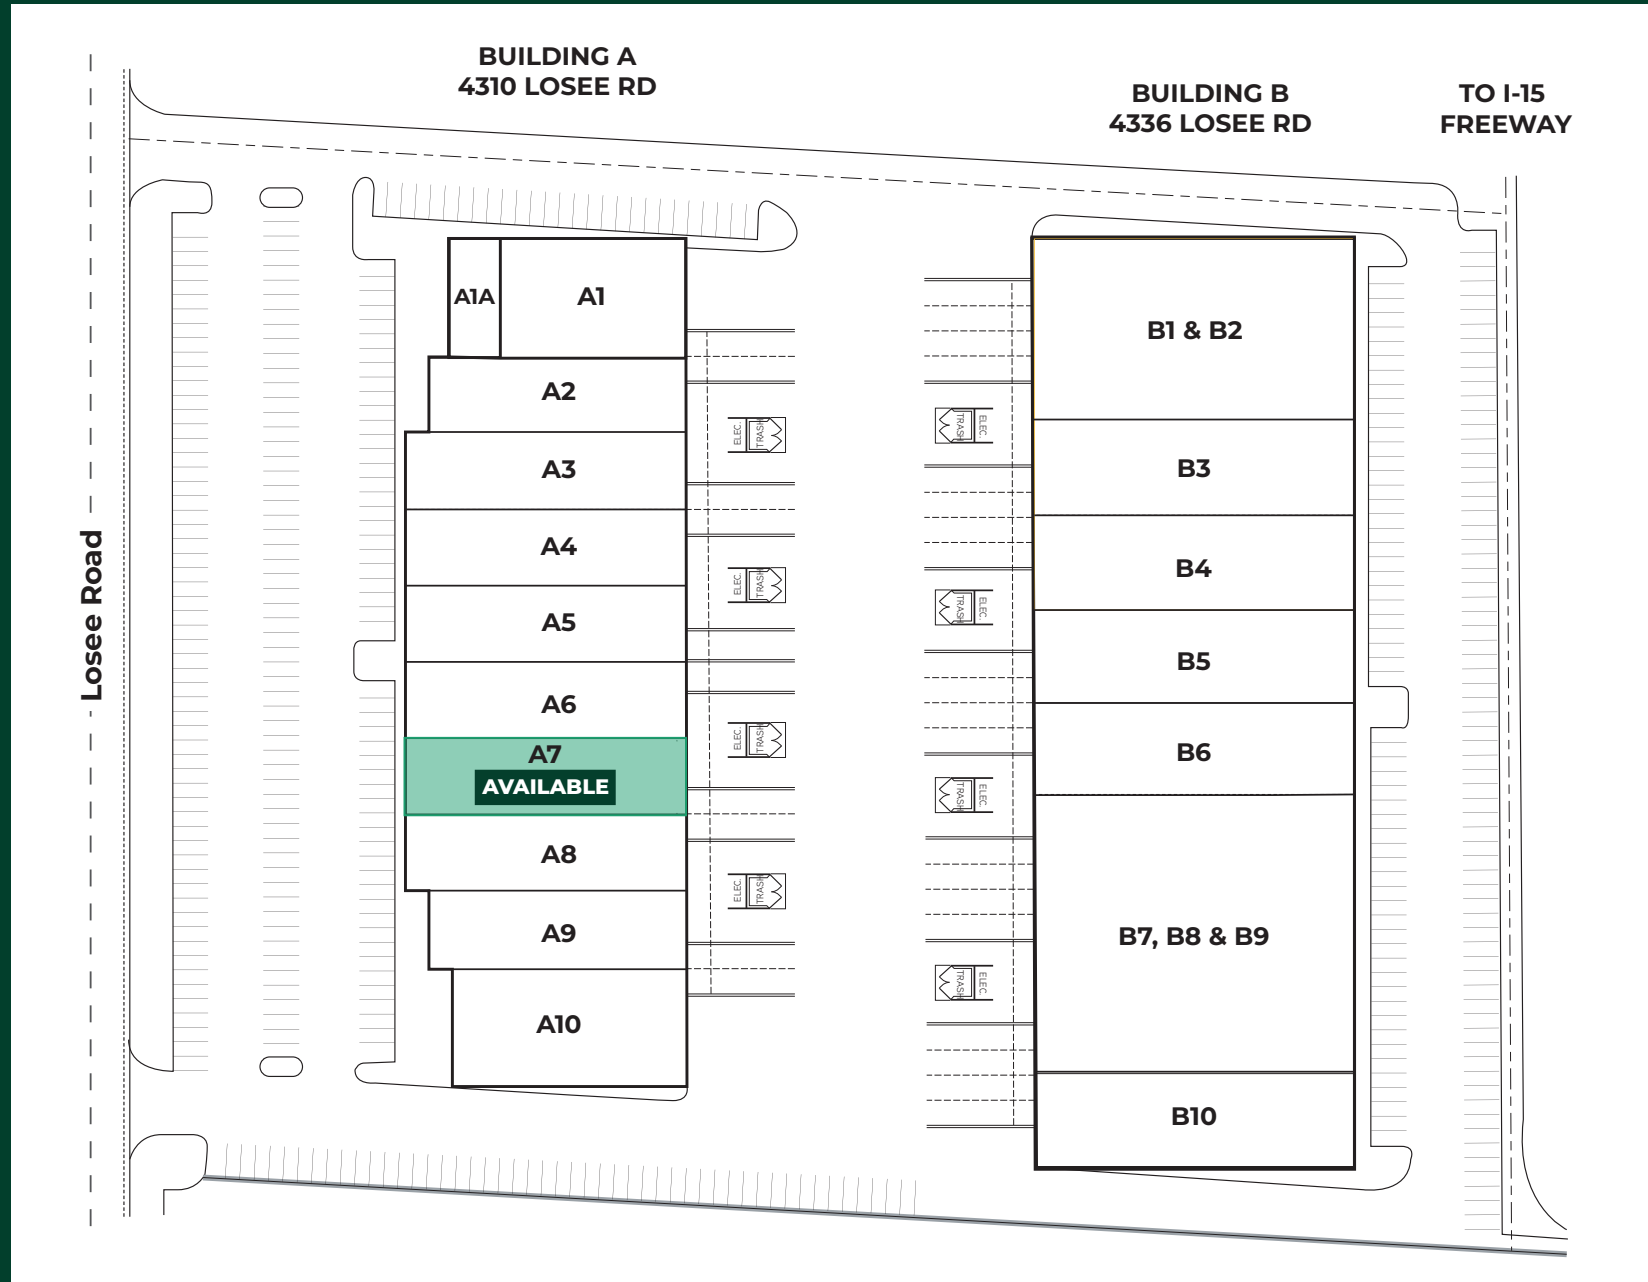 BUILDING A
4310 LOSEE RD
BUILDING B
4336 LOSEE RD
TO I-15
FREEWAY
Losee Road
A1A
A1
A2
A3
A4
A5
A6
A7
AVAILABLE
A8
A9
A10
ELEC.
TRASH
ELEC.
TRASH
ELEC.
TRASH
ELEC.
TRASH
TRASH
ELEC.
TRASH
ELEC.
TRASH
ELEC.
TRASH
ELEC.
B1 & B2
B3
B4
B5
B6
B7, B8 & B9
B10